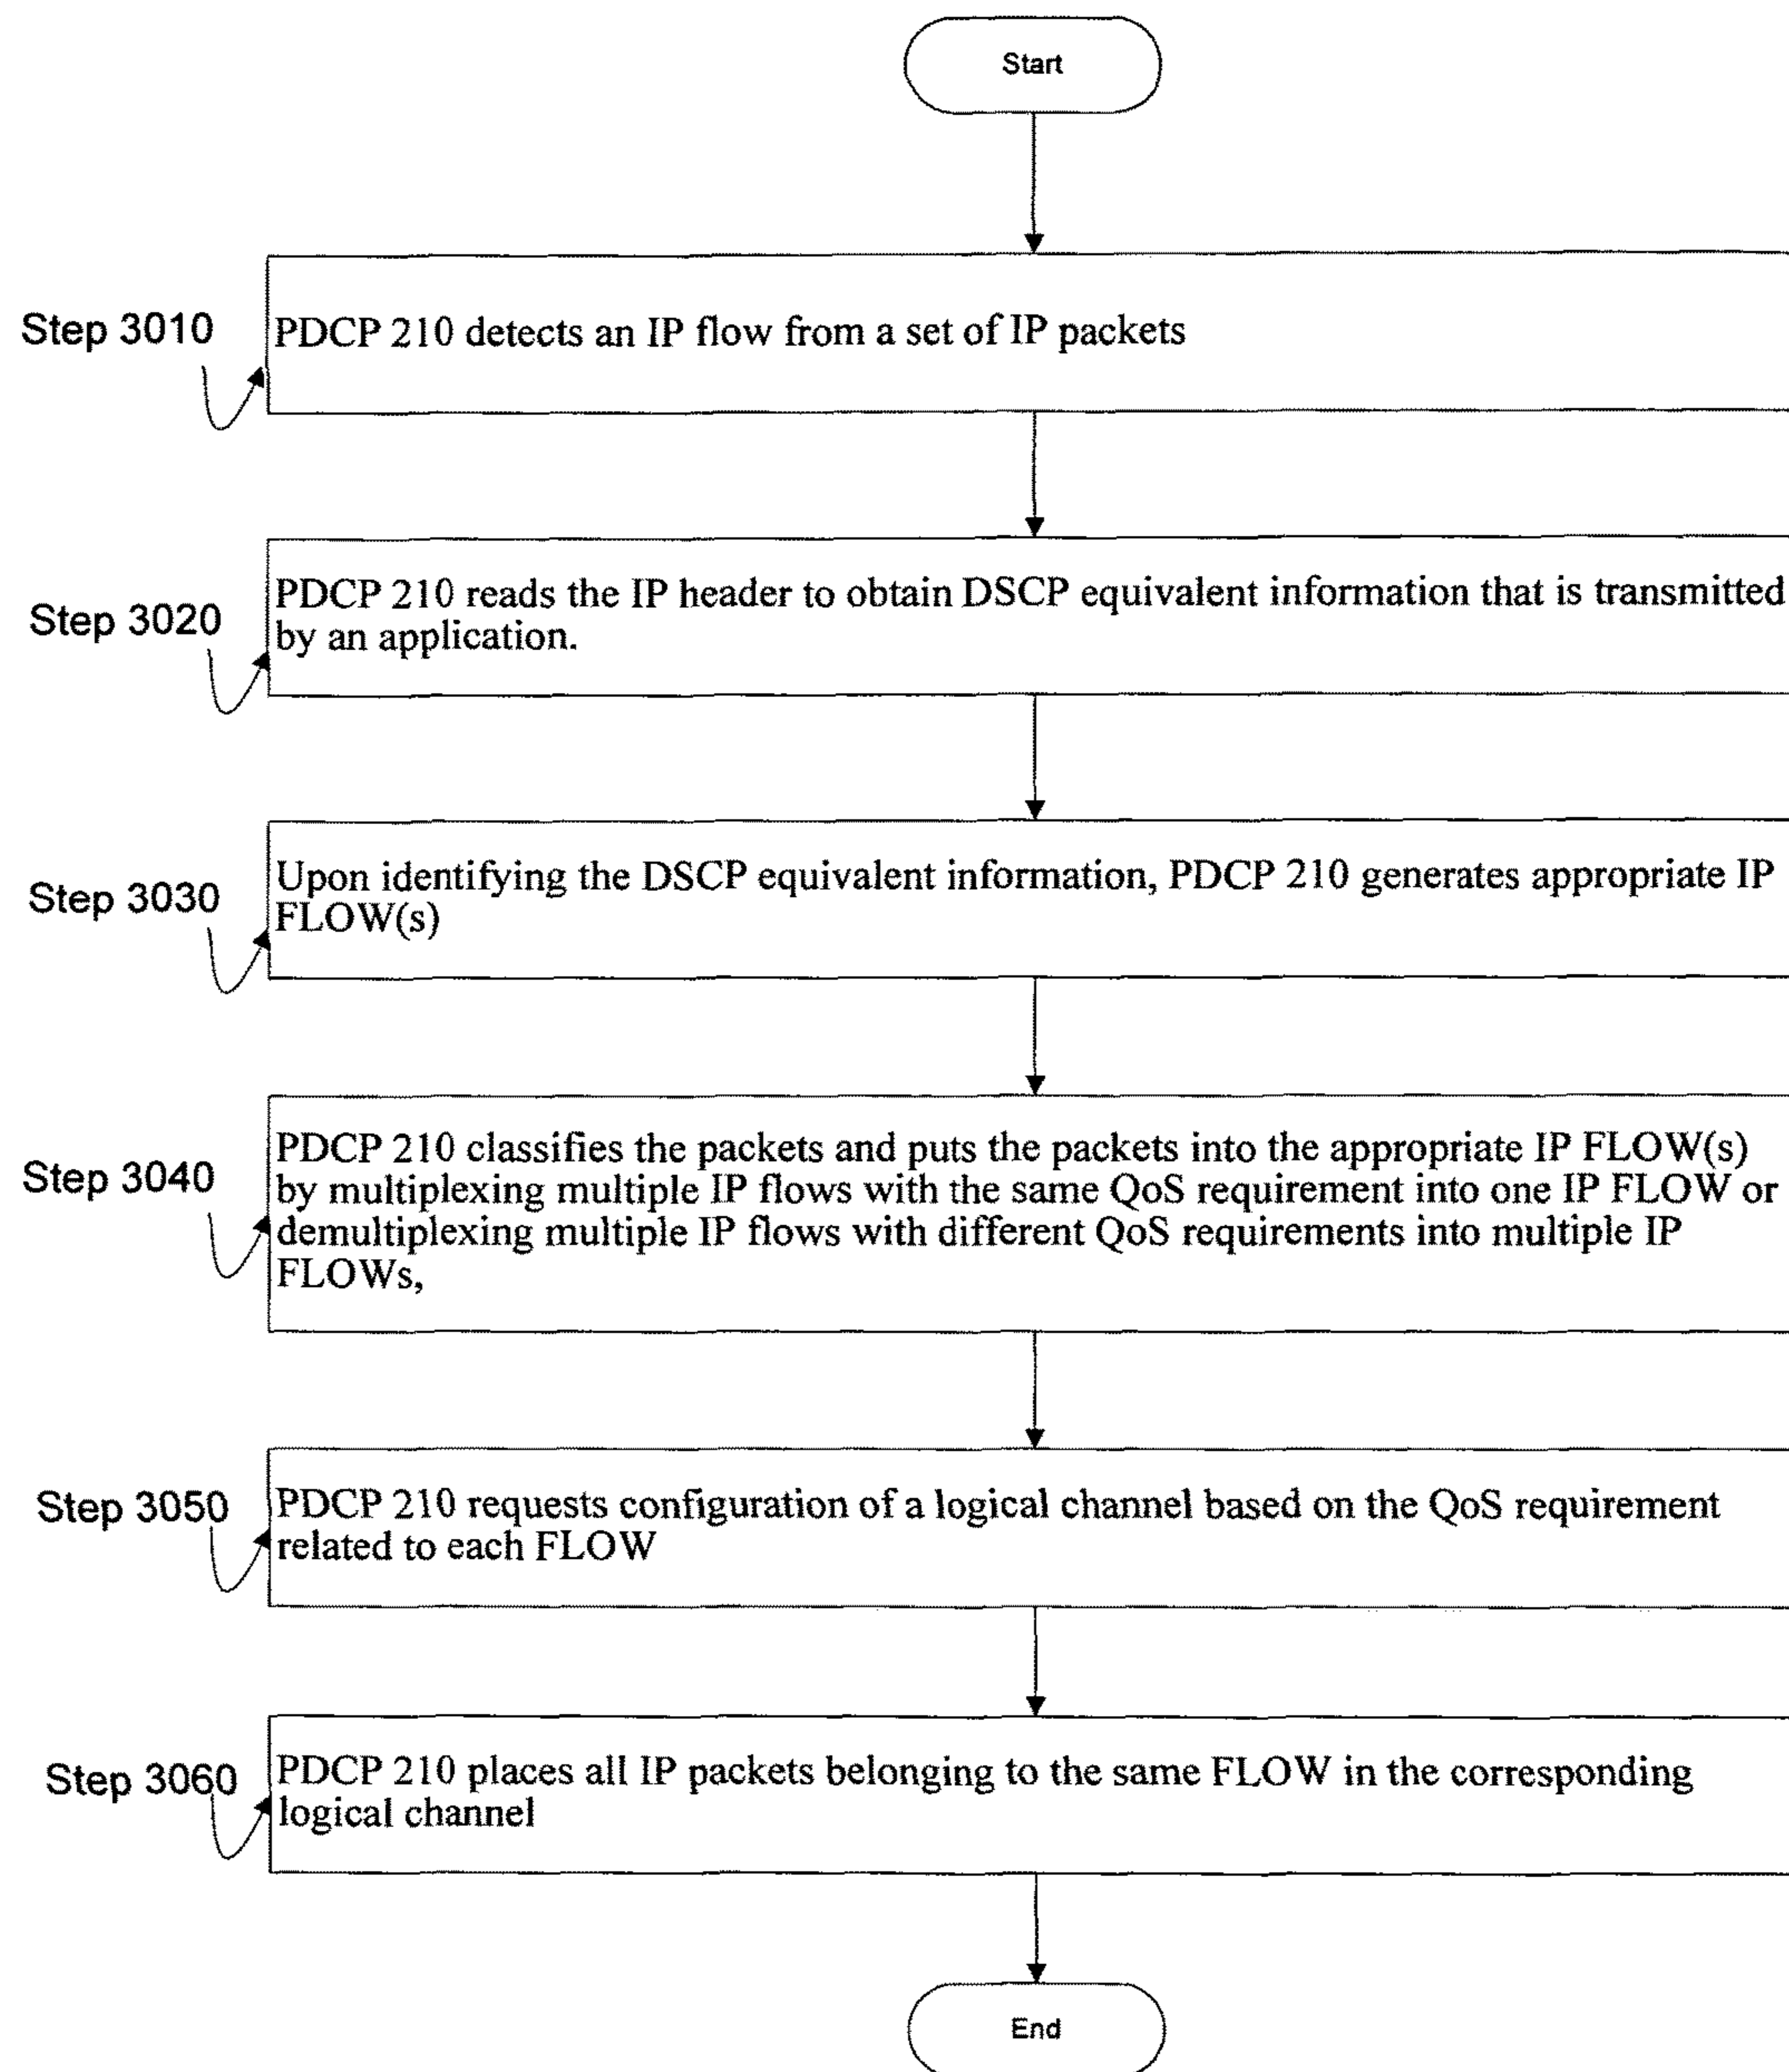 Start
Step 3010
PDCP 210 detects an IP flow from a set of IP packets
Step 3020
PDCP 210 reads the IP header to obtain DSCP equivalent information that is transmitted
by an application.
Step 3030
Upon identifying the DSCP equivalent information, PDCP 210 generates appropriate IP
FLOW(s)
Step 3040
PDCP 210 classifies the packets and puts the packets into the appropriate IP FLOW(s)
by multiplexing multiple IP flows with the same QoS requirement into one IP FLOW or
demultiplexing multiple IP flows with different QoS requirements into multiple IP
FLOWs,
Step 3050
PDCP 210 requests configuration of a logical channel based on the QoS requirement
related to each FLOW
Step 3060
PDCP 210 places all IP packets belonging to the same FLOW in the corresponding
logical channel
End